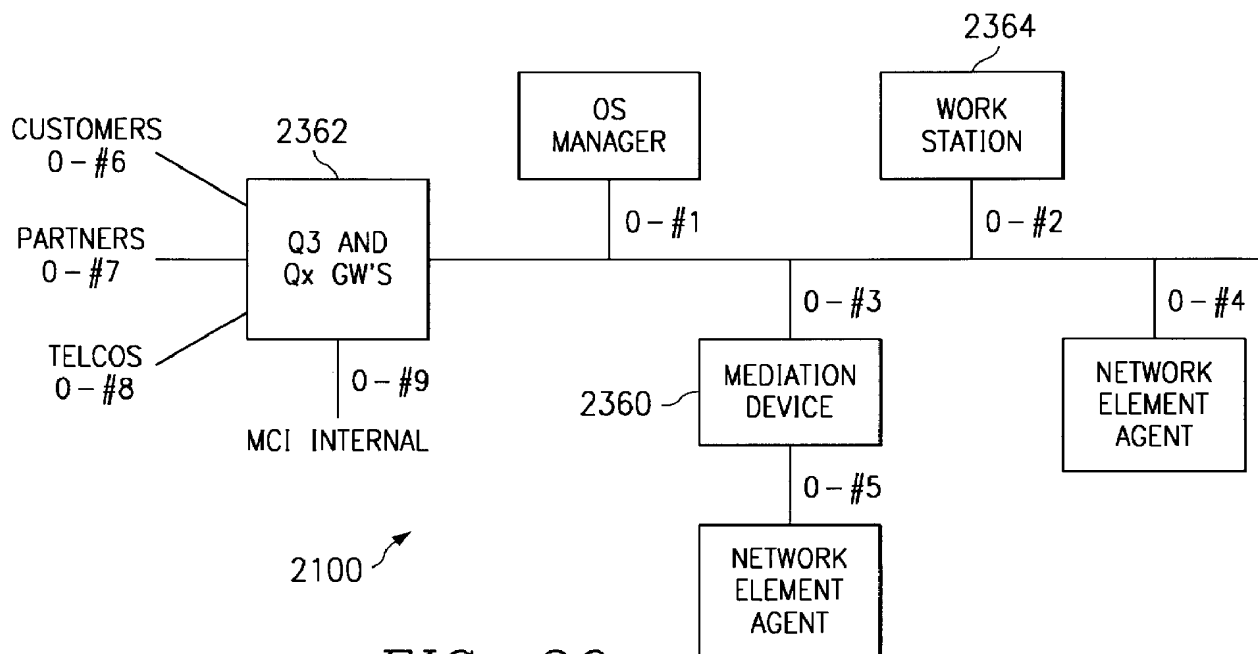 2364
OS
MANAGER
WORK
STATION
CUSTOMERS
0-#6
2362
PARTNERS
0-#7
Q3 AND
Qx GW'S
0-#1
0-#2
TELCOS
0-#8
0-#9
MCI INTERNAL
0-#3
0-#4
2360
MEDIATION
DEVICE
NETWORK
ELEMENT
AGENT
0-#5
2100
NETWORK
ELEMENT
AGENT